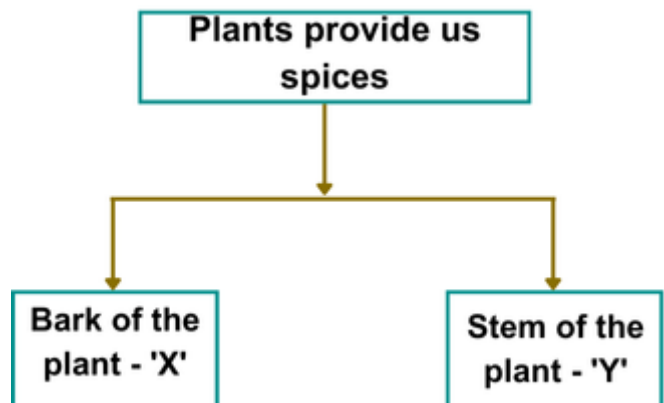 Plants provide us
spices
Bark of the
plant - 'X'
Stem of the
plant - 'Y'